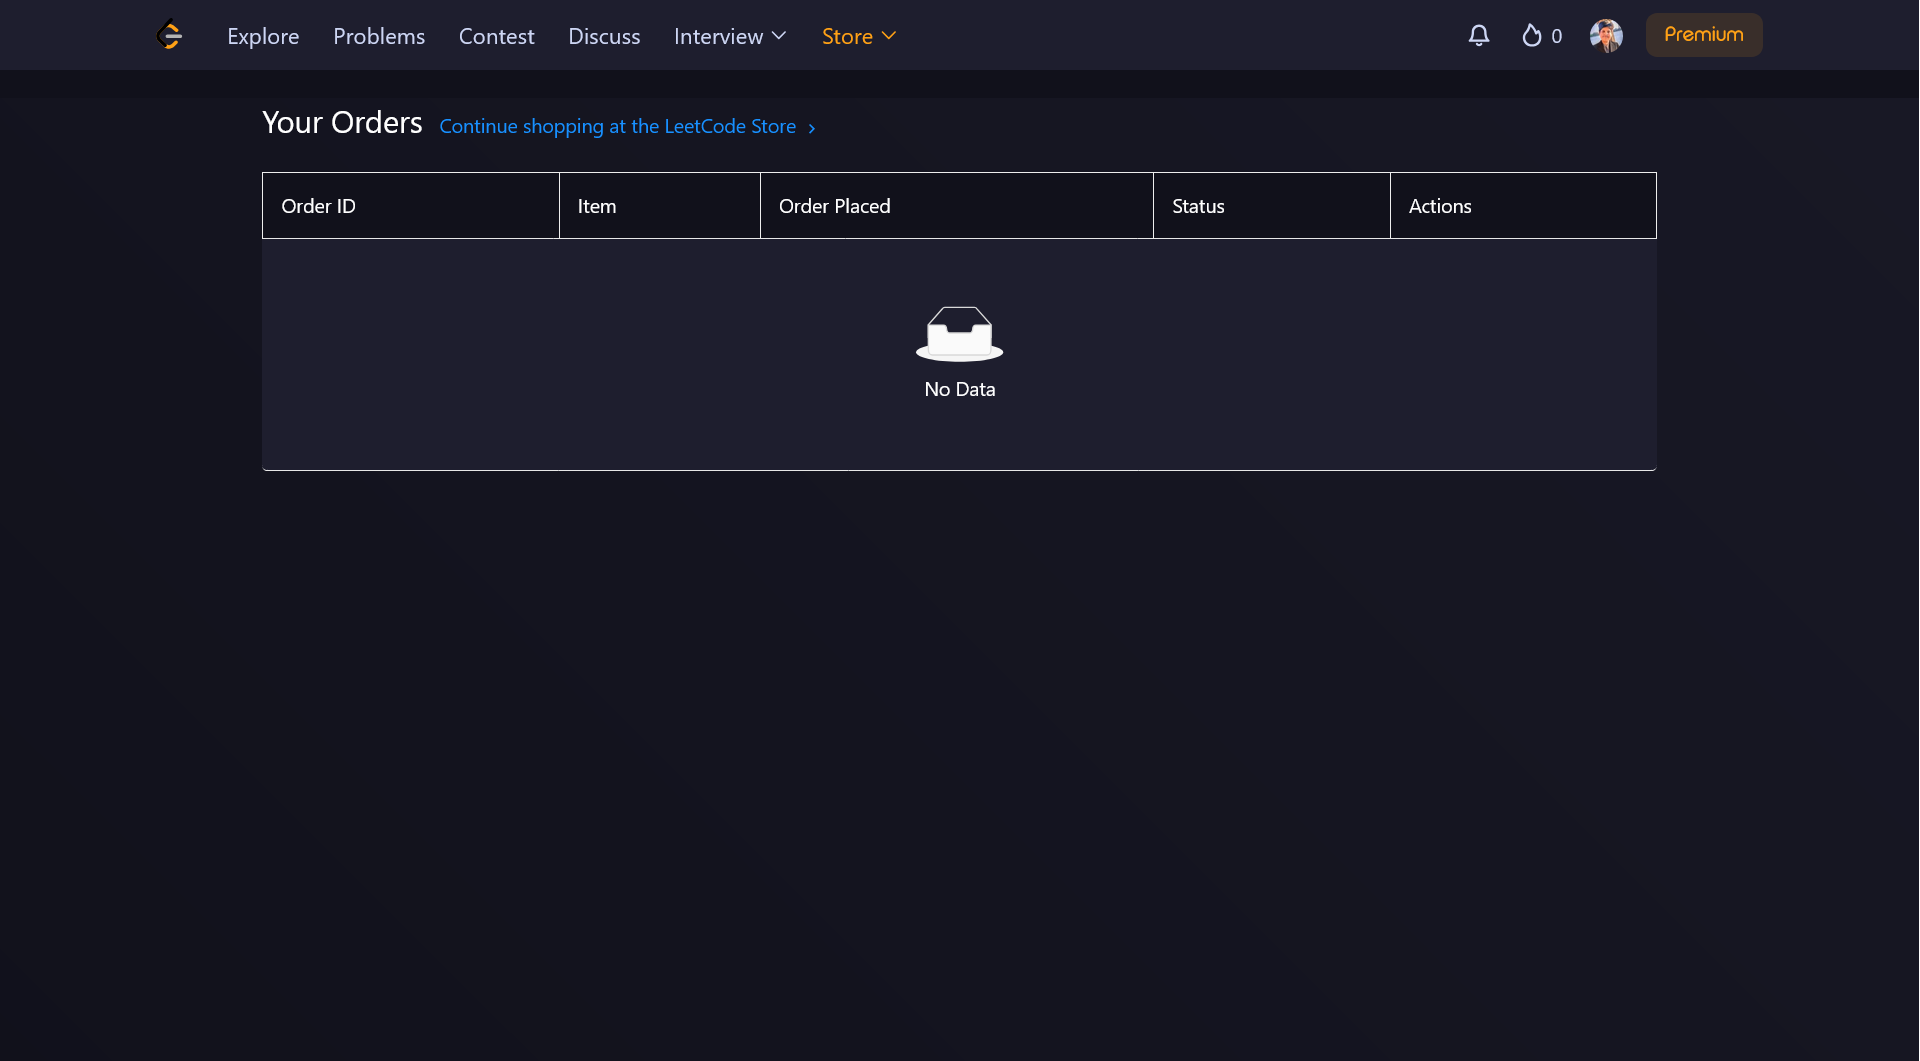 Explore Problems Contest Discuss Interview Store 0 Premium
Your Orders Continue shopping at the LeetCode Store
Order ID Item Order Placed Status Actions
No Data